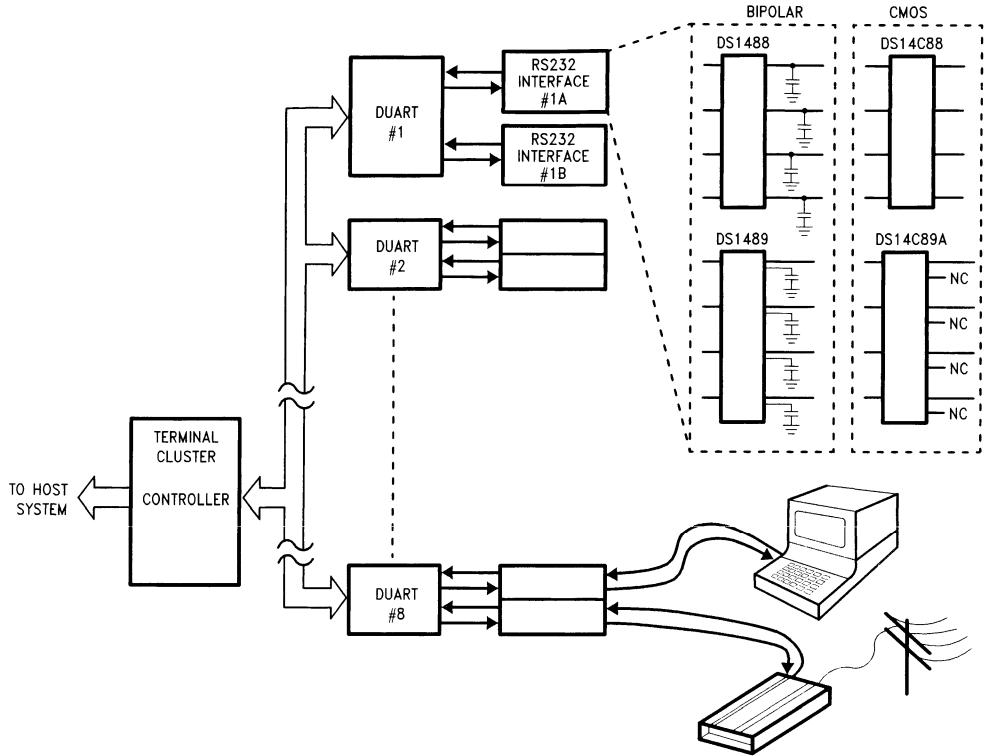 BIPOLAR
CMOS
DS1488
DS14C88
RS232
INTERFACE
#1A
DUART
#1
RS232
INTERFACE
#1B
DUART
#2
DS1489
DS14C89A
NC
NC
NC
NC
TERMINAL
CLUSTER
CONTROLLER
TO HOST
SYSTEM
DUART
#8